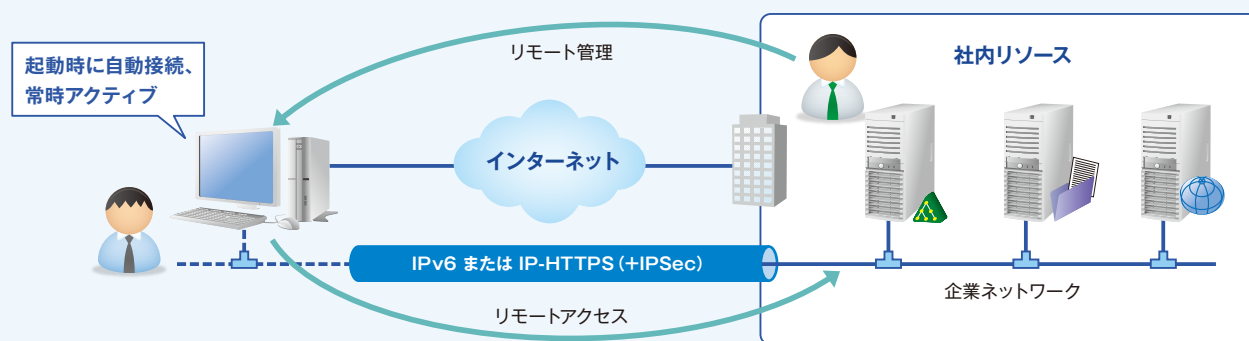 リモート管理
起動時に自動接続、
常時アクティブ
社内リソース
インターネット
IPv6 または IP-HTTPS（+IPSec）
企業ネットワーク
リモートアクセス